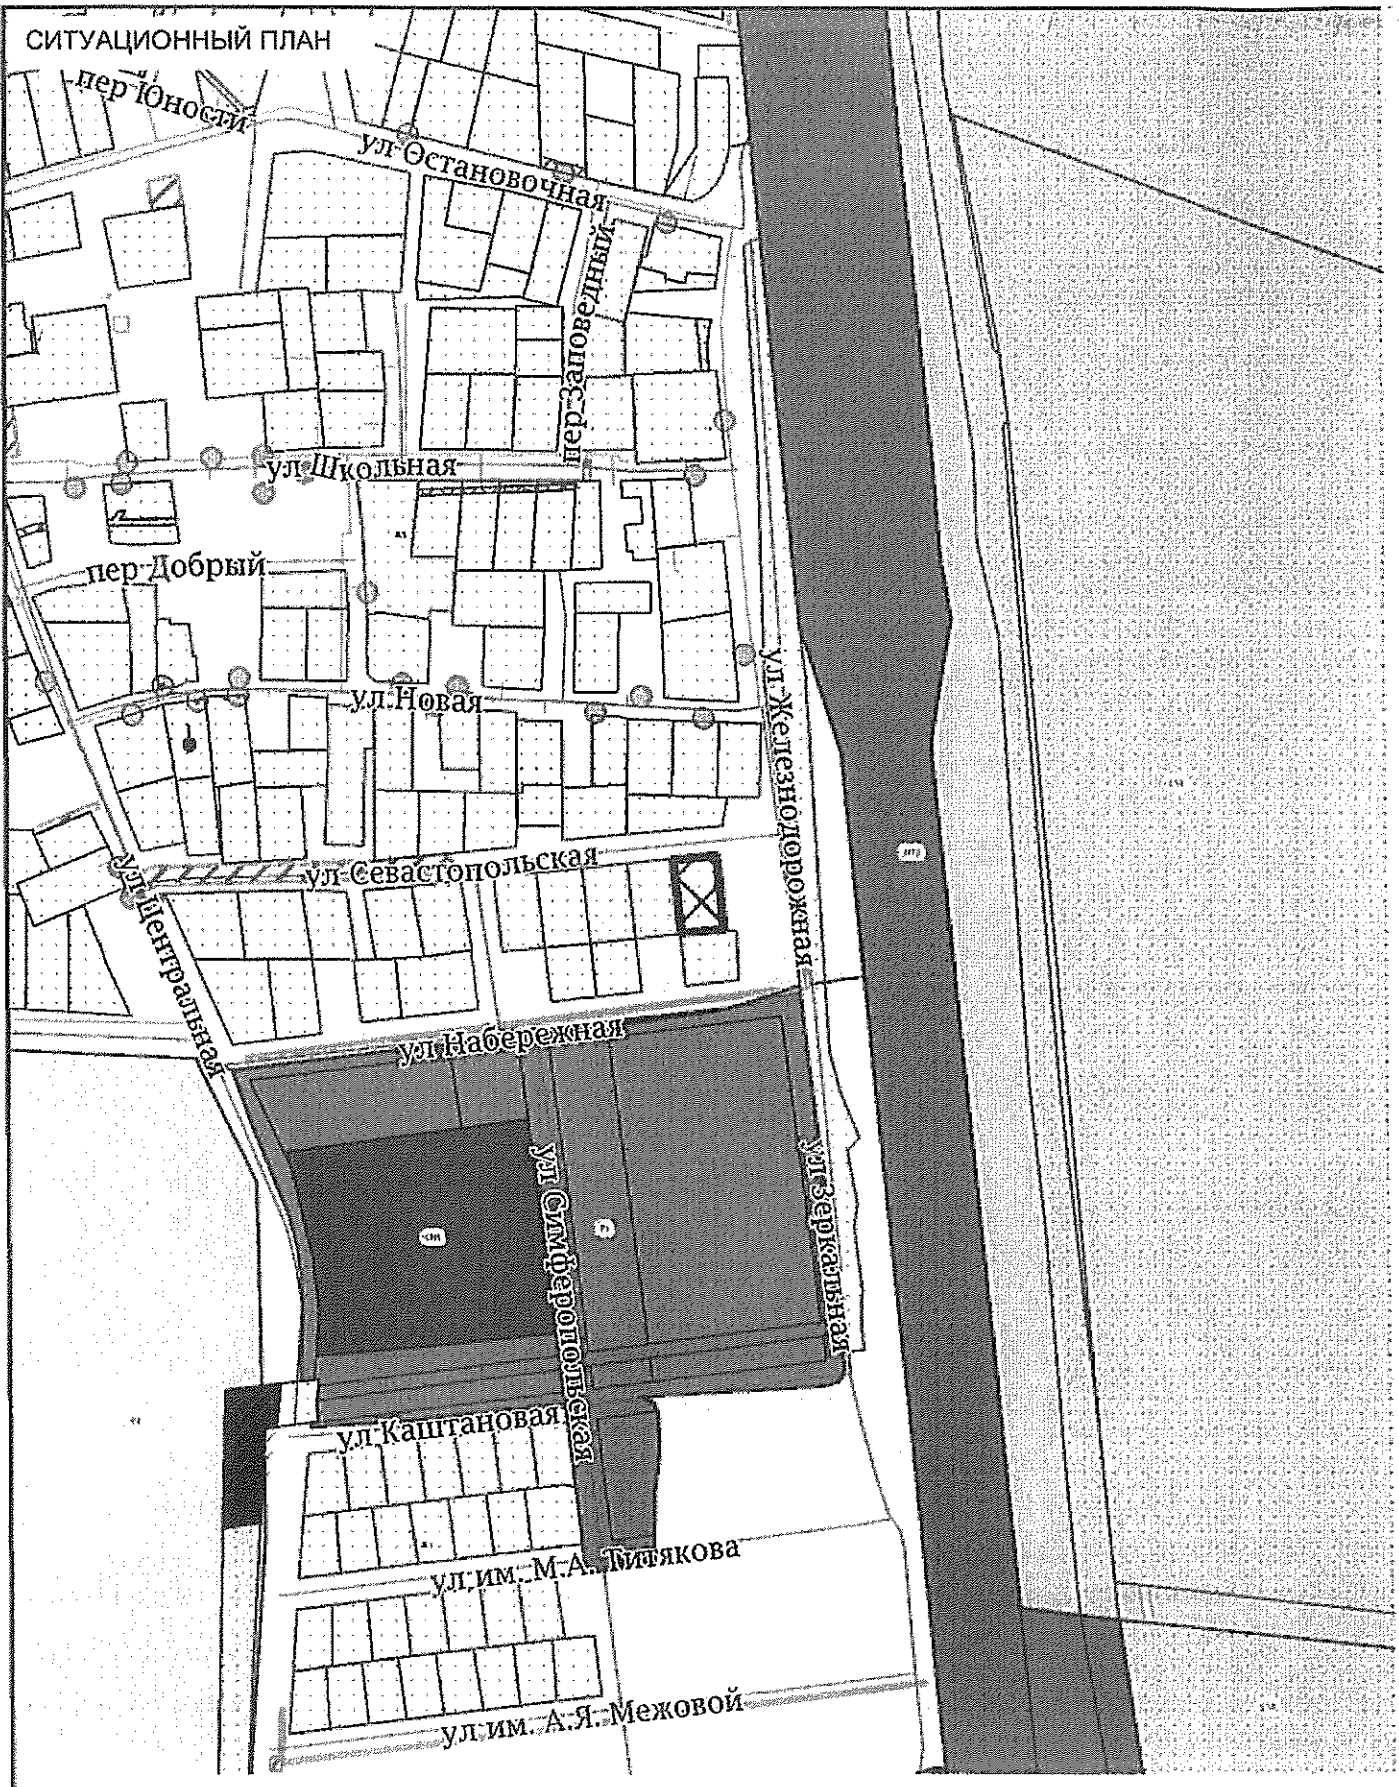 СИТУАЦИОННЫЙ ПЛАН
пер Юности
ул Остановочная
пер Заповедный
ул Школьная
пер Добрый
ул Новая
ул Железнодорожная
ул Севастопольская
ул Центральная
ул Набережная
ул Симферопольская
ул Зеркальная
ул Каштановая
ул им. М.А. Титякова
ул им. А.Я. Межовой